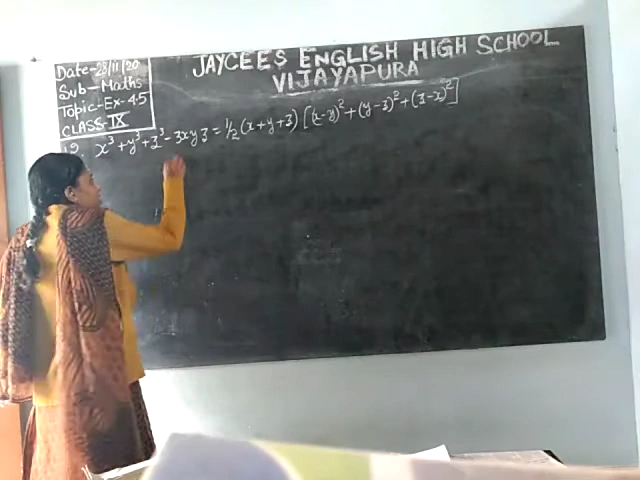 JAYCEES ENGLISH HIGH SCHOOL
VIJAYAPURA
Date-28/11/20
Sub-Maths
Topic-Ex-4.5
CLASS-IX
12. x³ + y³ + z³ - 3xyz = 1/2 (x+y+z) [(x-y)² + (y-z)² + (z-x)²]